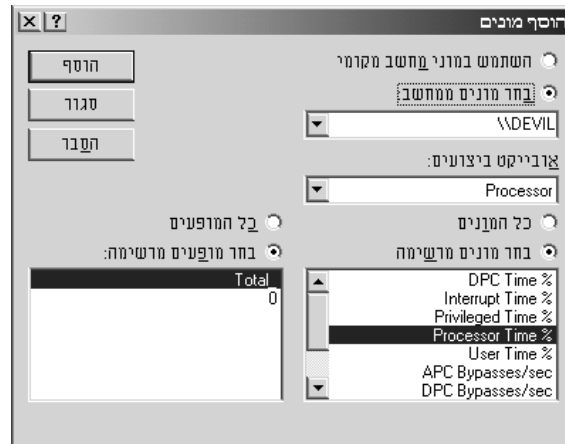 הוסף מונים
השתמש במוני מחשב מקומי
בחר מונים ממחשב:
\\DEVIL
אובייקט ביצועים:
Processor
כל המונים
בחר מונים מרשימה
DPC Time %
Interrupt Time %
Privileged Time %
Processor Time %
User Time %
APC Bypasses/sec
DPC Bypasses/sec
כל המופעים
בחר מופעים מרשימה:
Total_
0
הוסף
סגור
הסבר